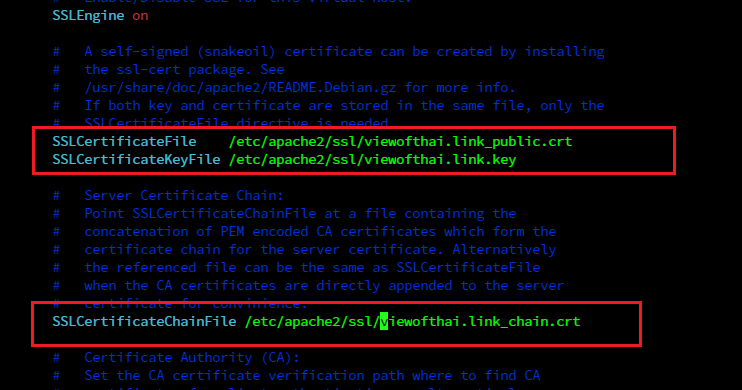 SSLEngine on
#   A self-signed (snakeoil) certificate can be created by installing
#   the ssl-cert package. See
#   /usr/share/doc/apache2/README.Debian.gz for more info.
#   If both key and certificate are stored in the same file, only the
#   SSLCertificateFile directive is needed.
SSLCertificateFile    /etc/apache2/ssl/viewofthai.link_public.crt
SSLCertificateKeyFile /etc/apache2/ssl/viewofthai.link.key
#   Server Certificate Chain:
#   Point SSLCertificateChainFile at a file containing the
#   concatenation of PEM encoded CA certificates which form the
#   certificate chain for the server certificate. Alternatively
#   the referenced file can be the same as SSLCertificateFile
#   when the CA certificates are directly appended to the server
#   certificate for convinience.
SSLCertificateChainFile /etc/apache2/ssl/viewofthai.link_chain.crt
#   Certificate Authority (CA):
#   Set the CA certificate verification path where to find CA